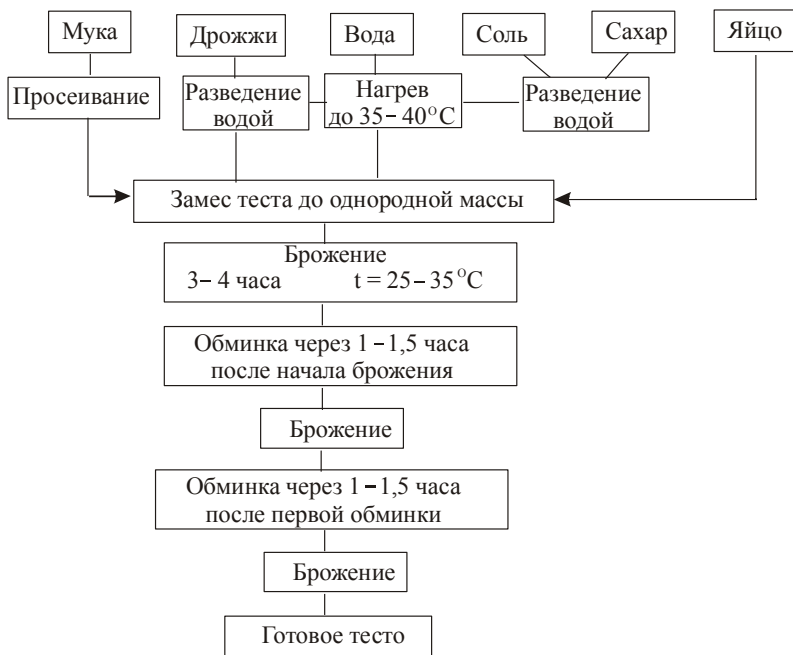 Мука
Дрожжи
Вода
Соль
Сахар
Яйцо
Просеивание
Разведение
водой
Нагрев
до 35–40°С
Разведение
водой
Замес теста до однородной массы
Брожение
3–4 часа t = 25–35°С
Обминка через 1–1,5 часа
после начала брожения
Брожение
Обминка через 1–1,5 часа
после первой обминки
Брожение
Готовое тесто